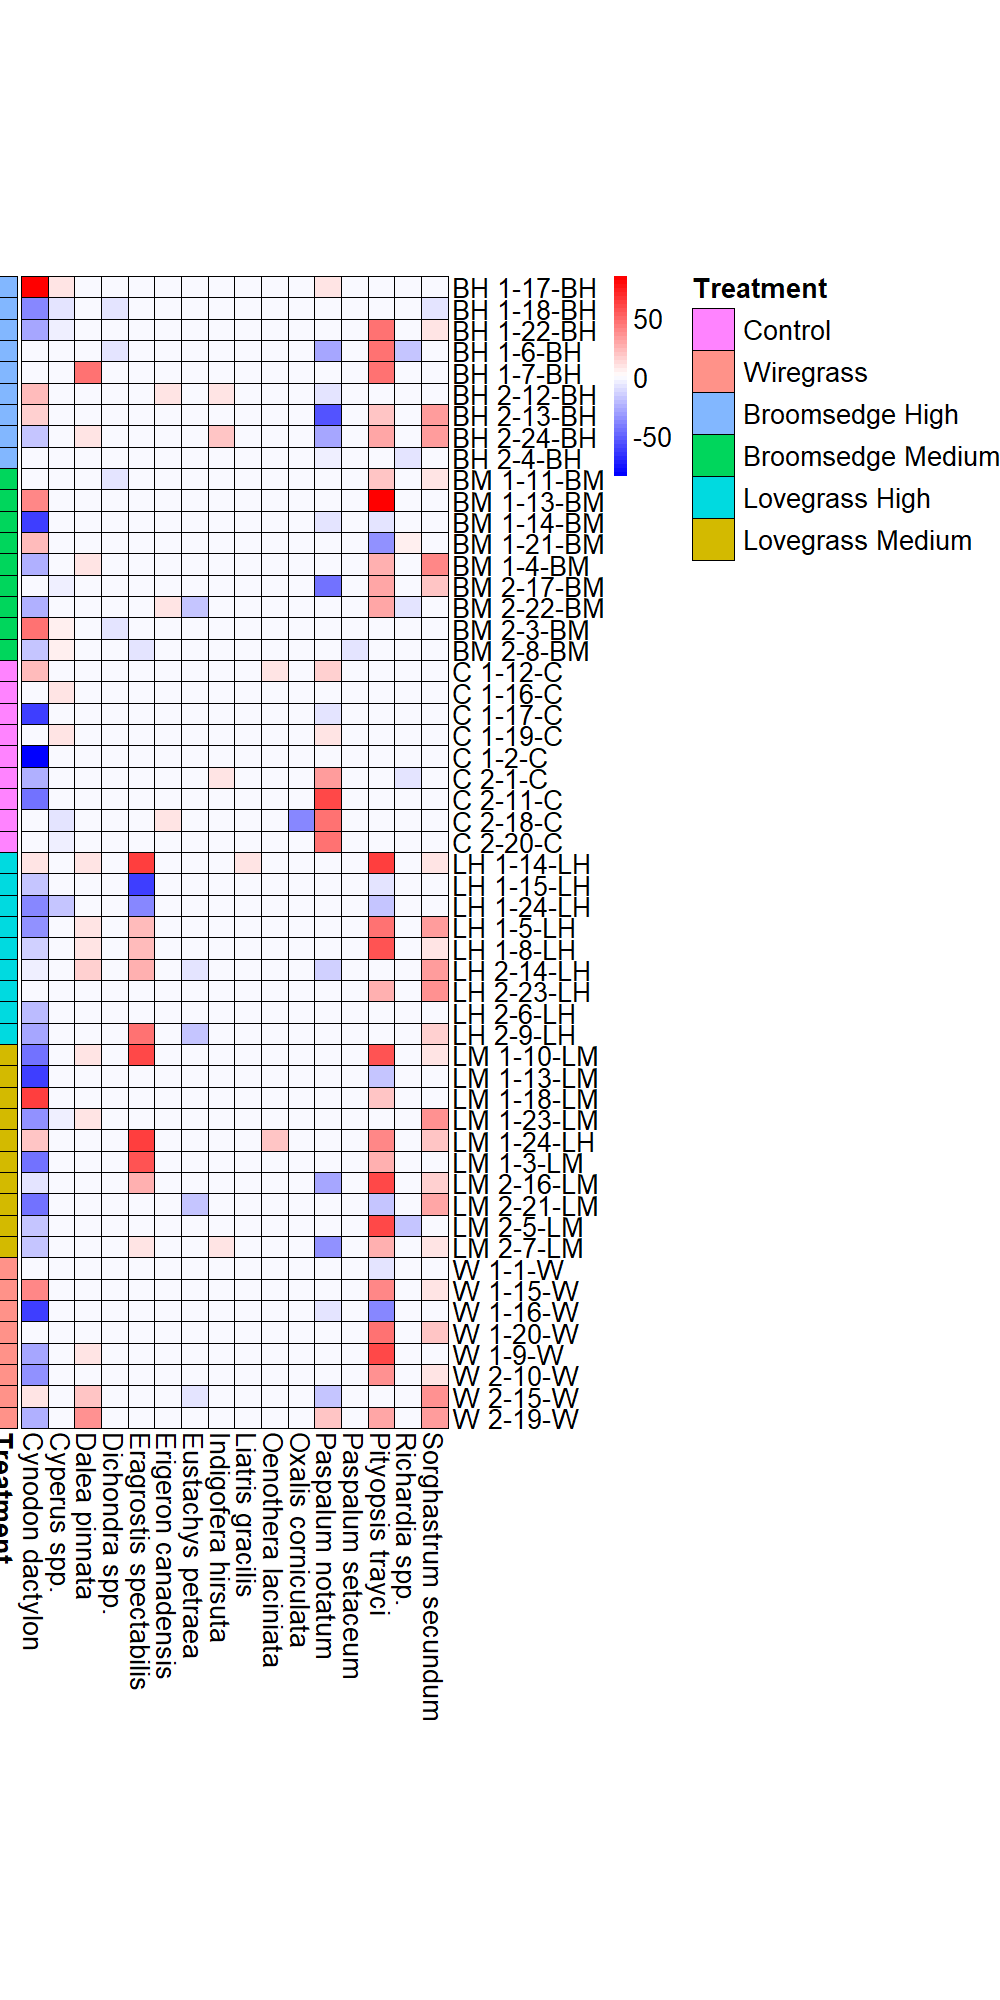 BH 1-17-BH
BH 1-18-BH
BH 1-22-BH
BH 1-6-BH
BH 1-7-BH
BH 2-12-BH
BH 2-13-BH
BH 2-24-BH
BH 2-4-BH
BM 1-11-BM
BM 1-13-BM
BM 1-14-BM
BM 1-21-BM
BM 1-4-BM
BM 2-17-BM
BM 2-22-BM
BM 2-3-BM
BM 2-8-BM
C 1-12-C
C 1-16-C
C 1-17-C
C 1-19-C
C 1-2-C
C 2-1-C
C 2-11-C
C 2-18-C
C 2-20-C
LH 1-14-LH
LH 1-15-LH
LH 1-24-LH
LH 1-5-LH
LH 1-8-LH
LH 2-14-LH
LH 2-23-LH
LH 2-6-LH
LH 2-9-LH
LM 1-10-LM
LM 1-13-LM
LM 1-18-LM
LM 1-23-LM
LM 1-24-LH
LM 1-3-LM
LM 2-16-LM
LM 2-21-LM
LM 2-5-LM
LM 2-7-LM
W 1-1-W
W 1-15-W
W 1-16-W
W 1-20-W
W 1-9-W
W 2-10-W
W 2-15-W
W 2-19-W
50
0
-50
Treatment
Control
Wiregrass
Broomsedge High
Broomsedge Medium
Lovegrass High
Lovegrass Medium
Treatment
Cynodon dactylon
Cyperus spp.
Dalea pinnata
Dichondra spp.
Eragrostis spectabilis
Erigeron canadensis
Eustachys petraea
Indigofera hirsuta
Liatris gracilis
Oenothera laciniata
Oxalis corniculata
Paspalum notatum
Paspalum setaceum
Pityopsis trayci
Richardia spp.
Sorghastrum secundum